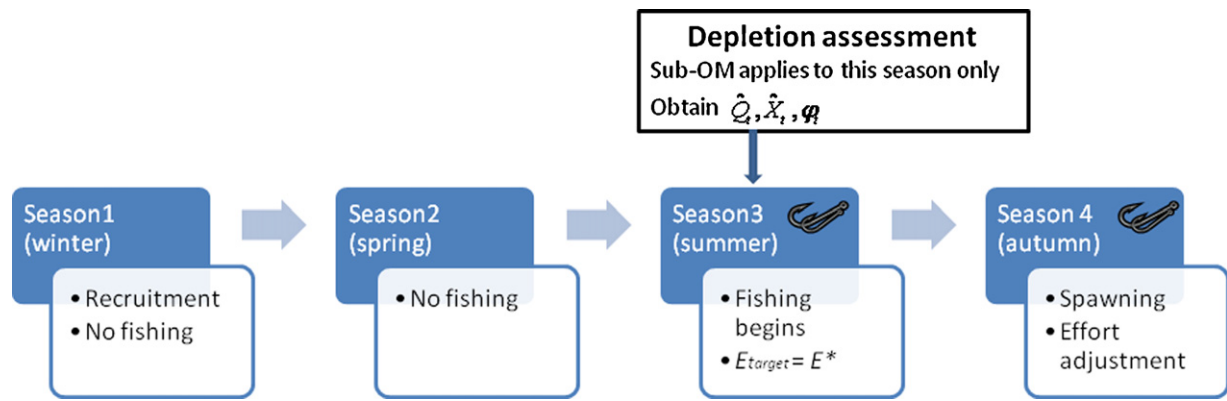 Depletion assessment
Sub-OM applies to this season only
Obtain Q̂ₜ, X̂ₜ, φₜ
Season1
(winter)
• Recruitment
• No fishing
Season2
(spring)
• No fishing
Season3
(summer)
• Fishing
begins
• Etarget = E*
Season 4
(autumn)
• Spawning
• Effort
adjustment